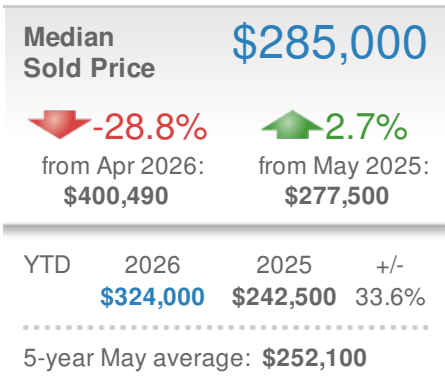 Median
Sold Price
$285,000
-28.8%
2.7%
from Apr 2026:
from May 2025:
$400,490
$277,500
YTD 2026 2025 +/-
$324,000 $242,500 33.6%
5-year May average: $252,100